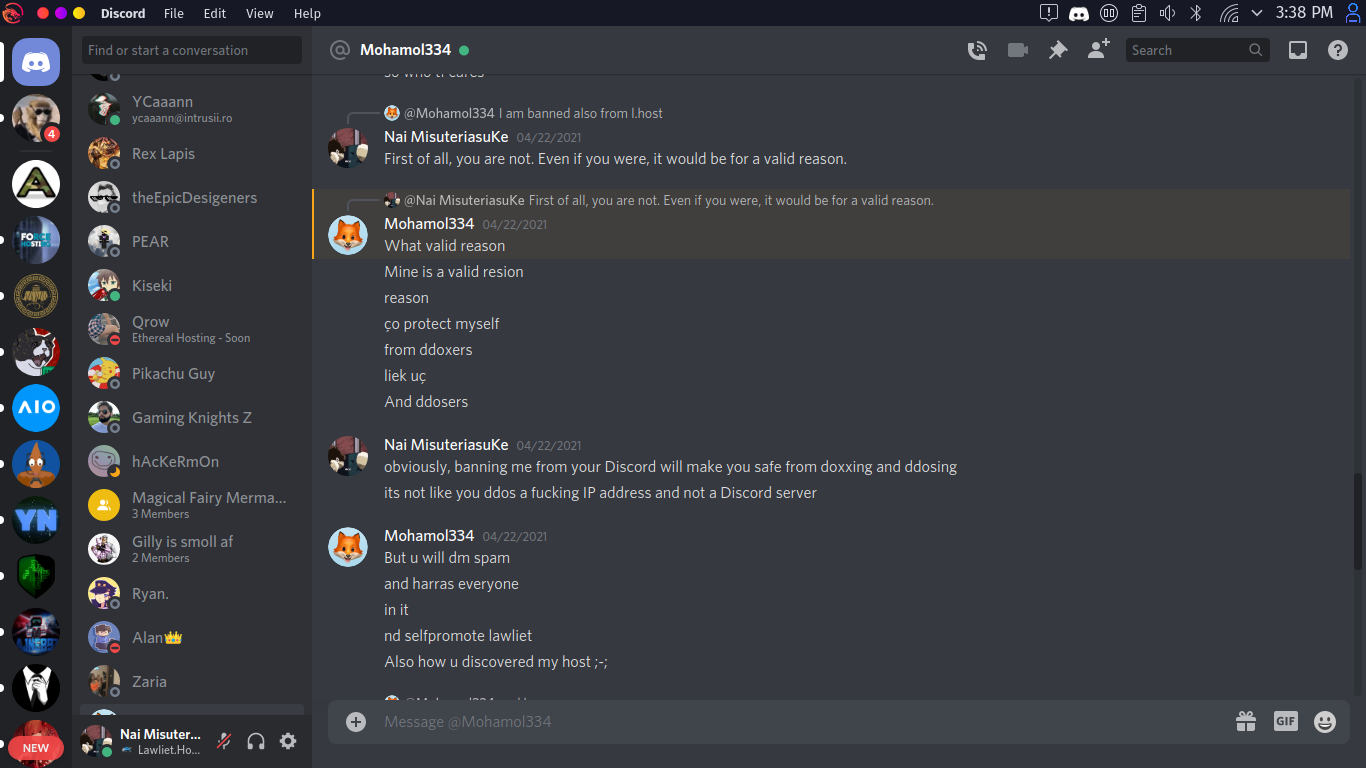 Discord File Edit View Help 3:38 PM
Find or start a conversation
Mohamol334
Search
4
FORCE
HOSTING
AIO
YN
NEW
YCaaann
ycaaann@intrusii.ro
Rex Lapis
theEpicDesigeners
PEAR
Kiseki
Qrow
Ethereal Hosting - Soon
Pikachu Guy
Gaming Knights Z
hAcKeRmOn
Magical Fairy Merma...
3 Members
Gilly is smoll af
2 Members
Ryan.
Alan👑
Zaria
Nai Misuter...
Lawliet.Ho...
so who tf cares
@Mohamol334 I am banned also from l.host
Nai MisuteriasuKe 04/22/2021
First of all, you are not. Even if you were, it would be for a valid reason.
@Nai MisuteriasuKe First of all, you are not. Even if you were, it would be for a valid reason.
Mohamol334 04/22/2021
What valid reason
Mine is a valid resion
reason
ço protect myself
from ddoxers
liek uç
And ddosers
Nai MisuteriasuKe 04/22/2021
obviously, banning me from your Discord will make you safe from doxxing and ddosing
its not like you ddos a fucking IP address and not a Discord server
Mohamol334 04/22/2021
But u will dm spam
and harras everyone
in it
nd selfpromote lawliet
Also how u discovered my host ;-;
@Mohamol334
Message @Mohamol334
GIF